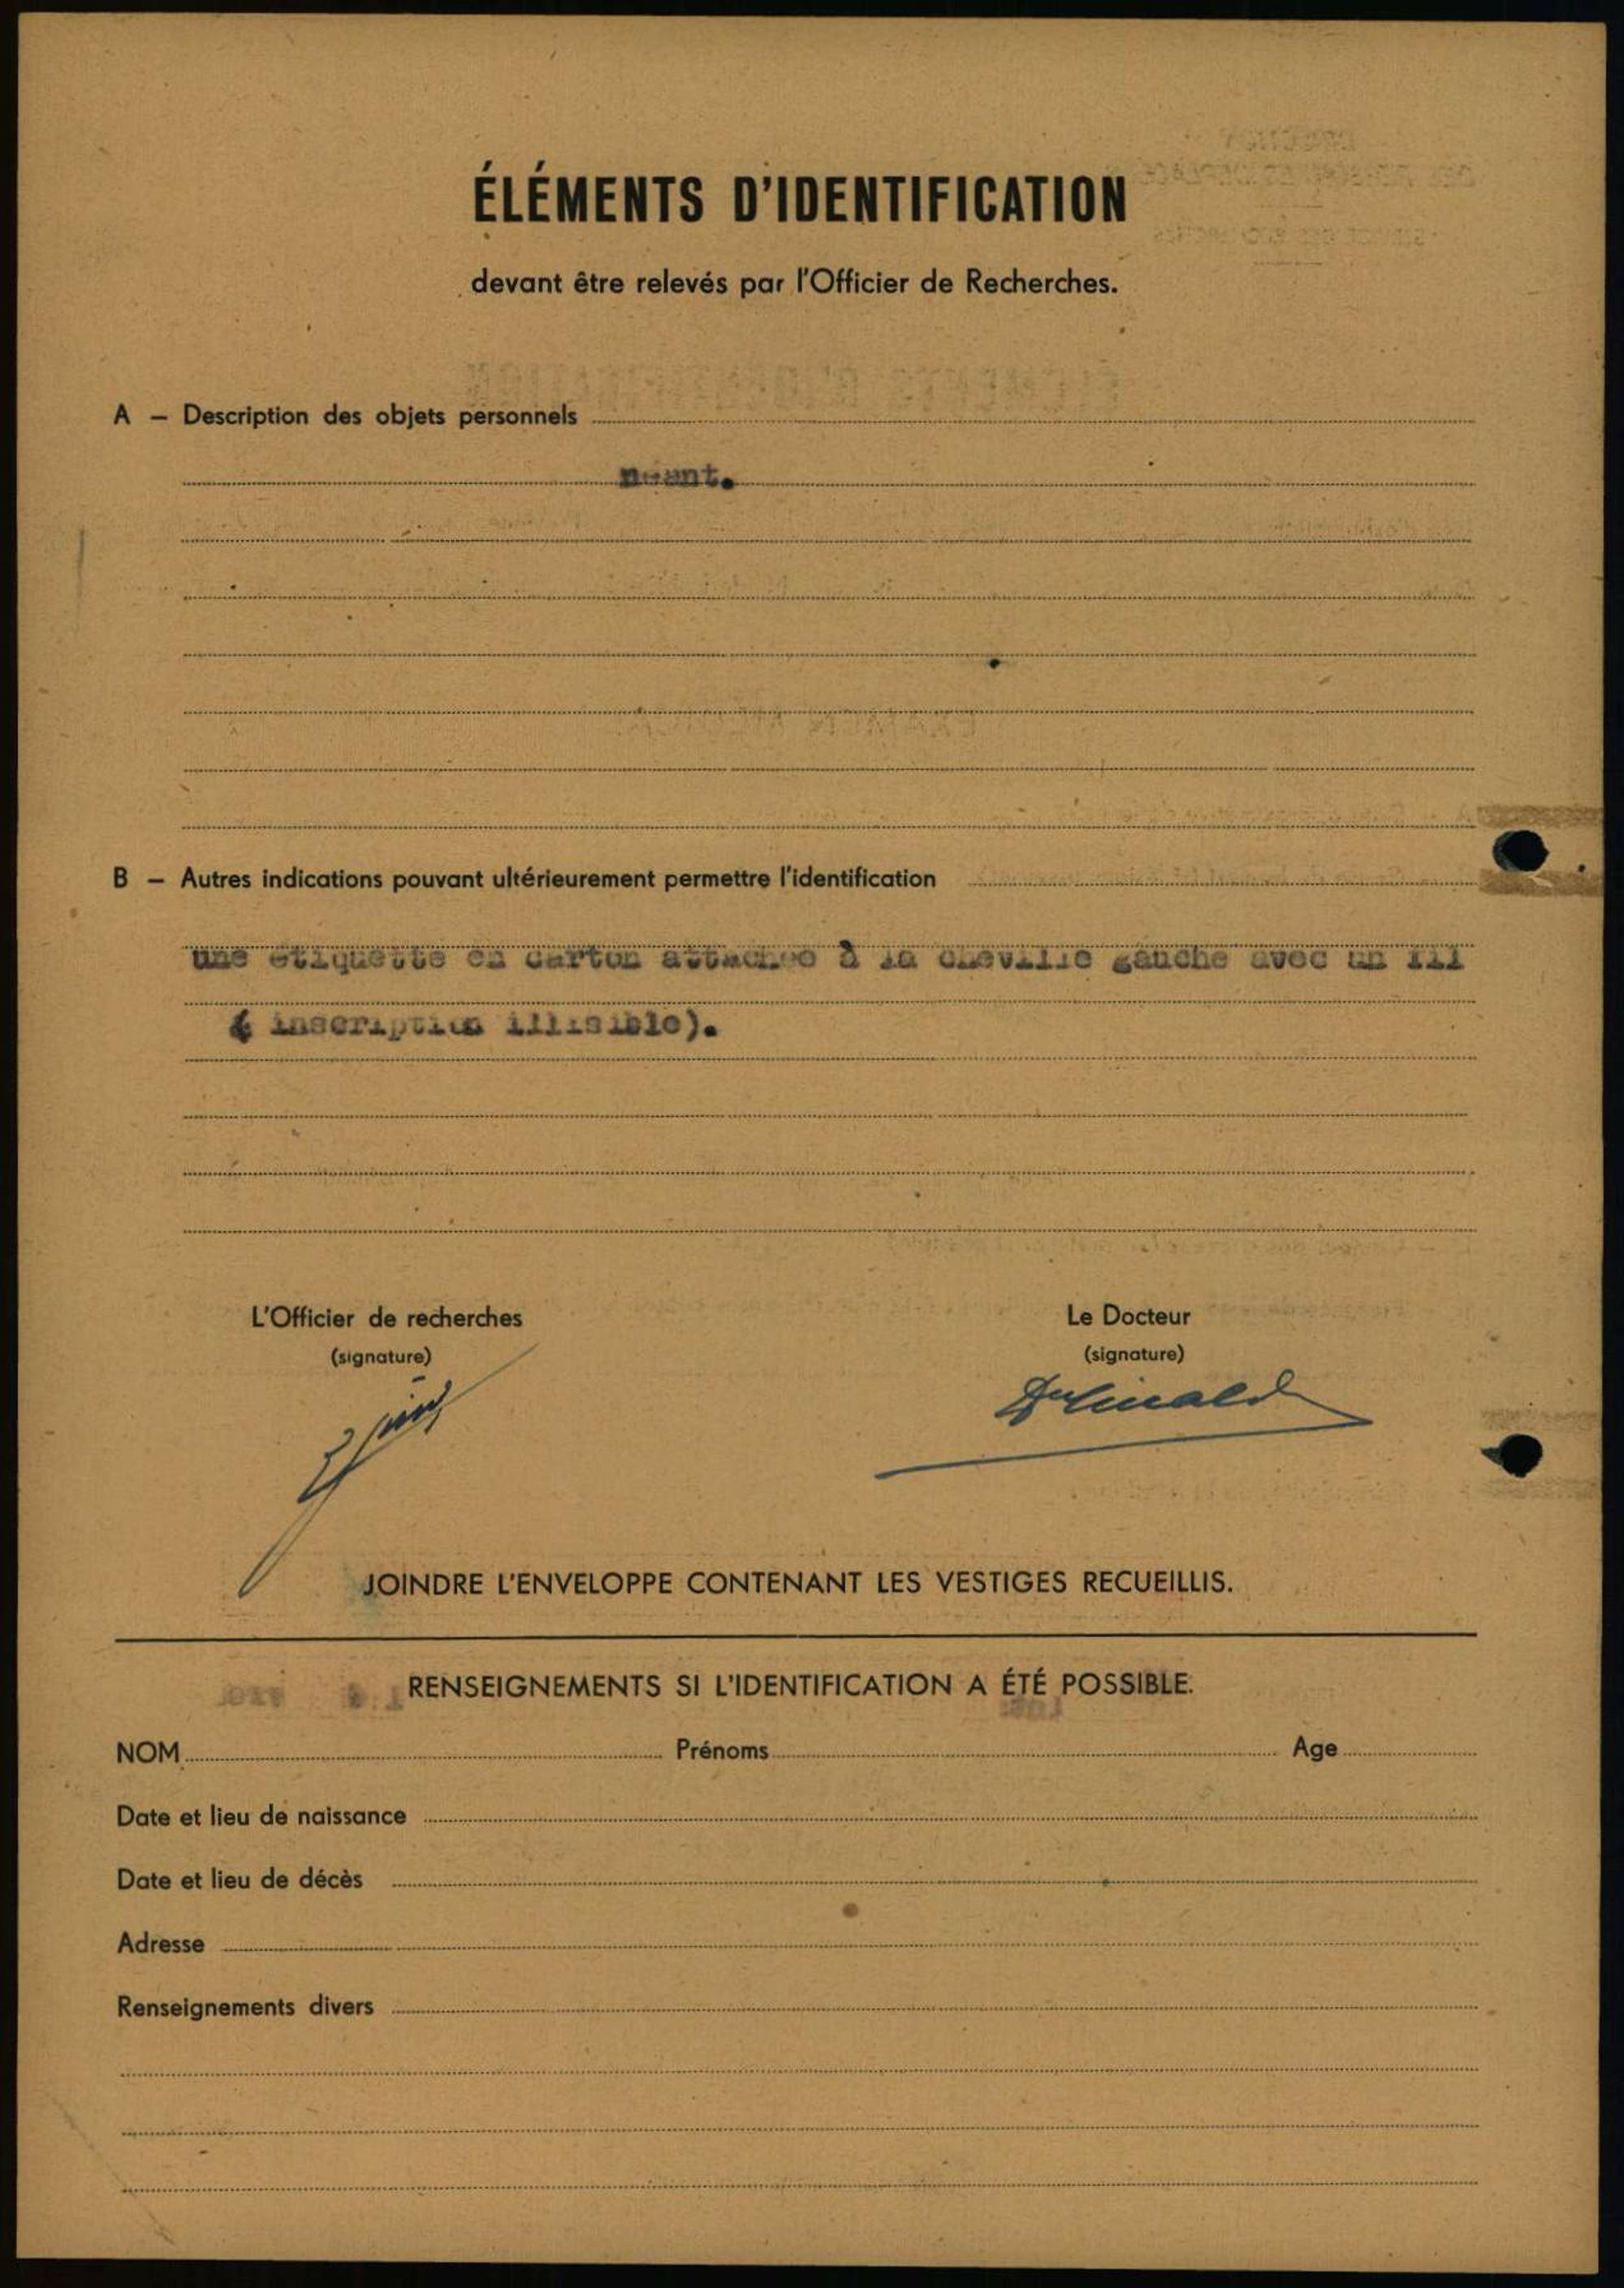 ÉLÉMENTS D'IDENTIFICATION
devant être relevés par l'Officier de Recherches.
A – Description des objets personnels
néant.
B – Autres indications pouvant ultérieurement permettre l'identification
une étiquette en carton attachée à la cheville gauche avec un fil
( inscription illisible).
L'Officier de recherches
(signature)
Le Docteur
(signature)
JOINDRE L'ENVELOPPE CONTENANT LES VESTIGES RECUEILLIS.
RENSEIGNEMENTS SI L'IDENTIFICATION A ÉTÉ POSSIBLE.
NOM Prénoms Age
Date et lieu de naissance
Date et lieu de décès
Adresse
Renseignements divers